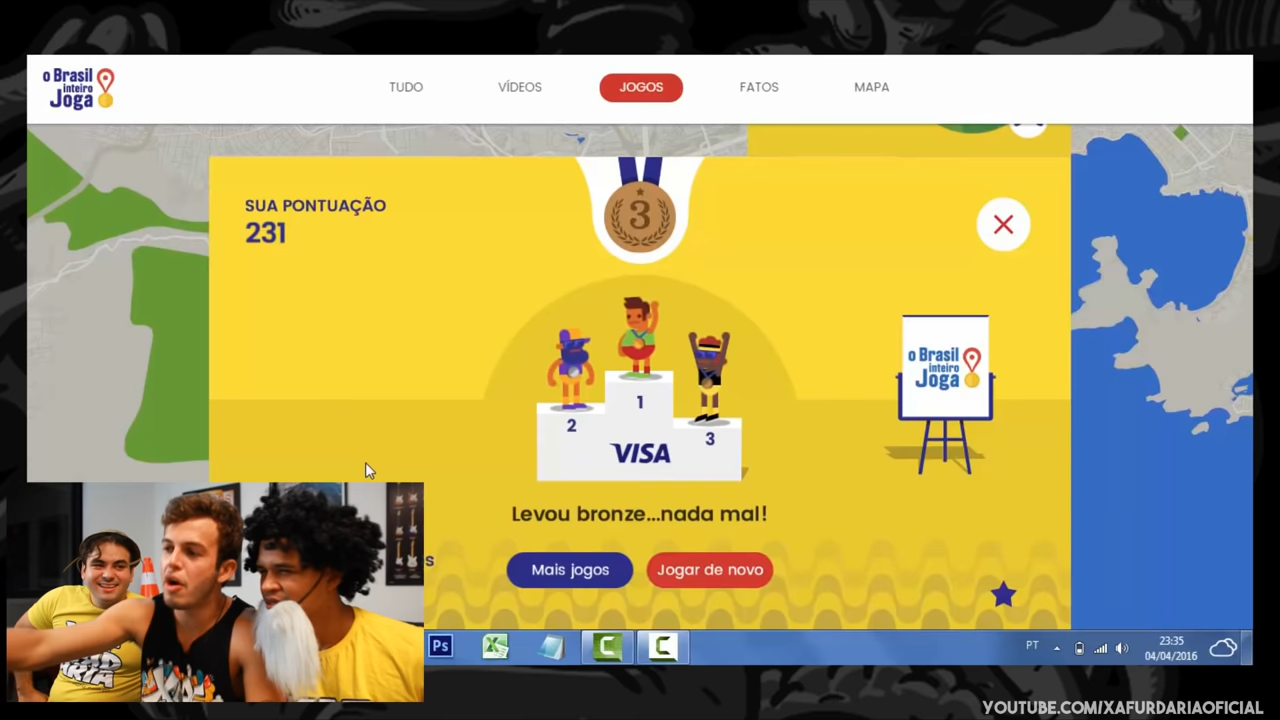 o Brasil
inteiro
Joga
TUDO
VÍDEOS
JOGOS
FATOS
MAPA
SUA PONTUAÇÃO
231
3
o Brasil
inteiro
Joga
1
2
3
VISA
Levou bronze...nada mal!
s
Mais jogos
Jogar de novo
Ps
PT
23:35
04/04/2016
YOUTUBE.COM/XAFURDARIAOFICIAL